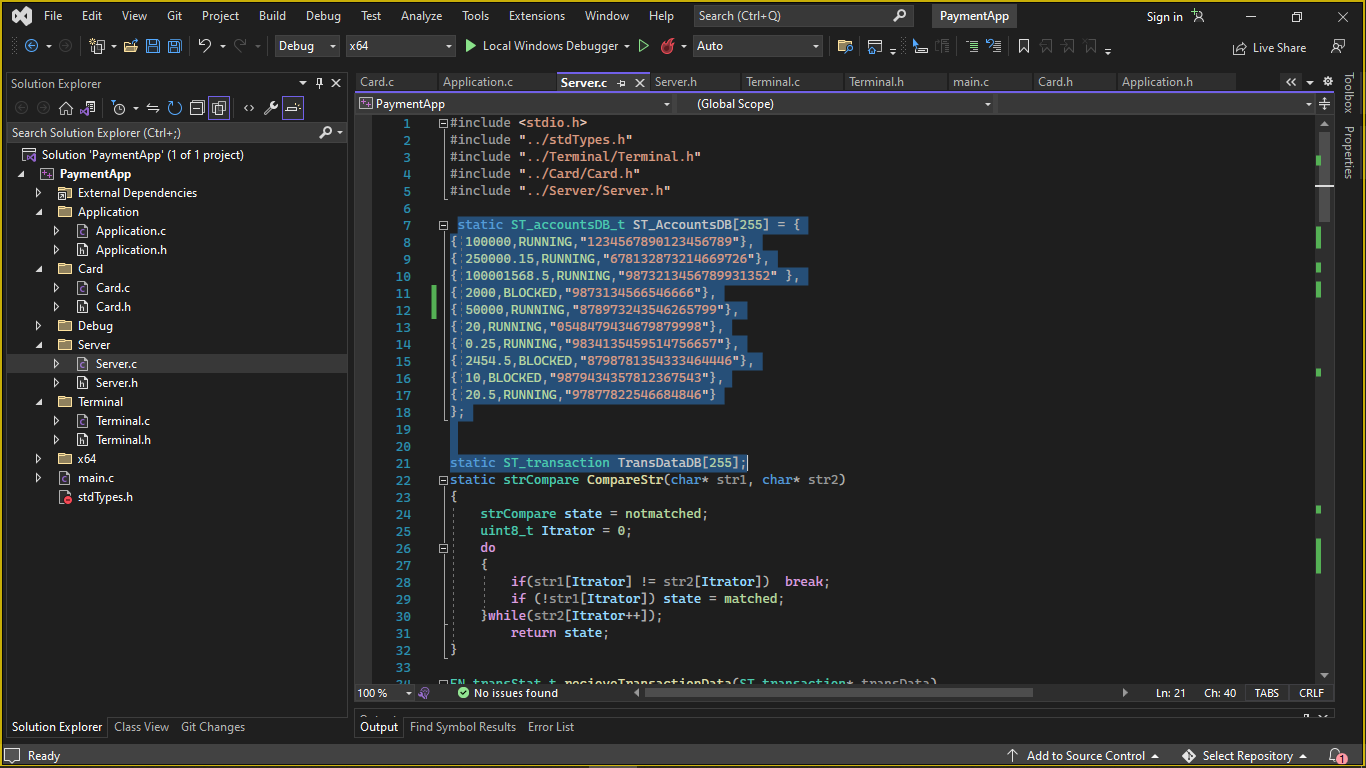 File Edit View Git Project Build Debug Test Analyze Tools Extensions Window Help Search (Ctrl+Q) PaymentApp Sign in
Debug x64 Local Windows Debugger Auto Live Share
Solution Explorer
Search Solution Explorer (Ctrl+;)
Solution 'PaymentApp' (1 of 1 project)
PaymentApp
External Dependencies
Application
Application.c
Application.h
Card
Card.c
Card.h
Debug
Server
Server.c
Server.h
Terminal
Terminal.c
Terminal.h
x64
main.c
stdTypes.h
Solution Explorer Class View Git Changes
Card.c Application.c Server.c Server.h Terminal.c Terminal.h main.c Card.h Application.h
PaymentApp (Global Scope)
1 #include <stdio.h>
2 #include "../stdTypes.h"
3 #include "../Terminal/Terminal.h"
4 #include "../Card/Card.h"
5 #include "../Server/Server.h"
6
7 static ST_accountsDB_t ST_AccountsDB[255] = {
8 { 100000,RUNNING,"1234567890123456789"},
9 { 250000.15,RUNNING,"678132873214669726"},
10 { 100001568.5,RUNNING,"9873213456789931352" },
11 { 2000,BLOCKED,"9873134566546666"},
12 { 50000,RUNNING,"878973243546265799"},
13 { 20,RUNNING,"0548479434679879998"},
14 { 0.25,RUNNING,"9834135459514756657"},
15 { 2454.5,BLOCKED,"8798781354333464446"},
16 { 10,BLOCKED,"9879434357812367543"},
17 { 20.5,RUNNING,"97877822546684846"}
18 };
19
20
21 static ST_transaction TransDataDB[255];
22 static strCompare CompareStr(char* str1, char* str2)
23 {
24 strCompare state = notmatched;
25 uint8_t Itrator = 0;
26 do
27 {
28 if(str1[Itrator] != str2[Itrator]) break;
29 if (!str1[Itrator]) state = matched;
30 }while(str2[Itrator++]);
31 return state;
32 }
33
34 EN_transStat_t recieveTransactionData(ST_transaction* transData)
100 % No issues found Ln: 21 Ch: 40 TABS CRLF
Output
Output Find Symbol Results Error List
Toolbox
Properties
Ready Add to Source Control Select Repository 1